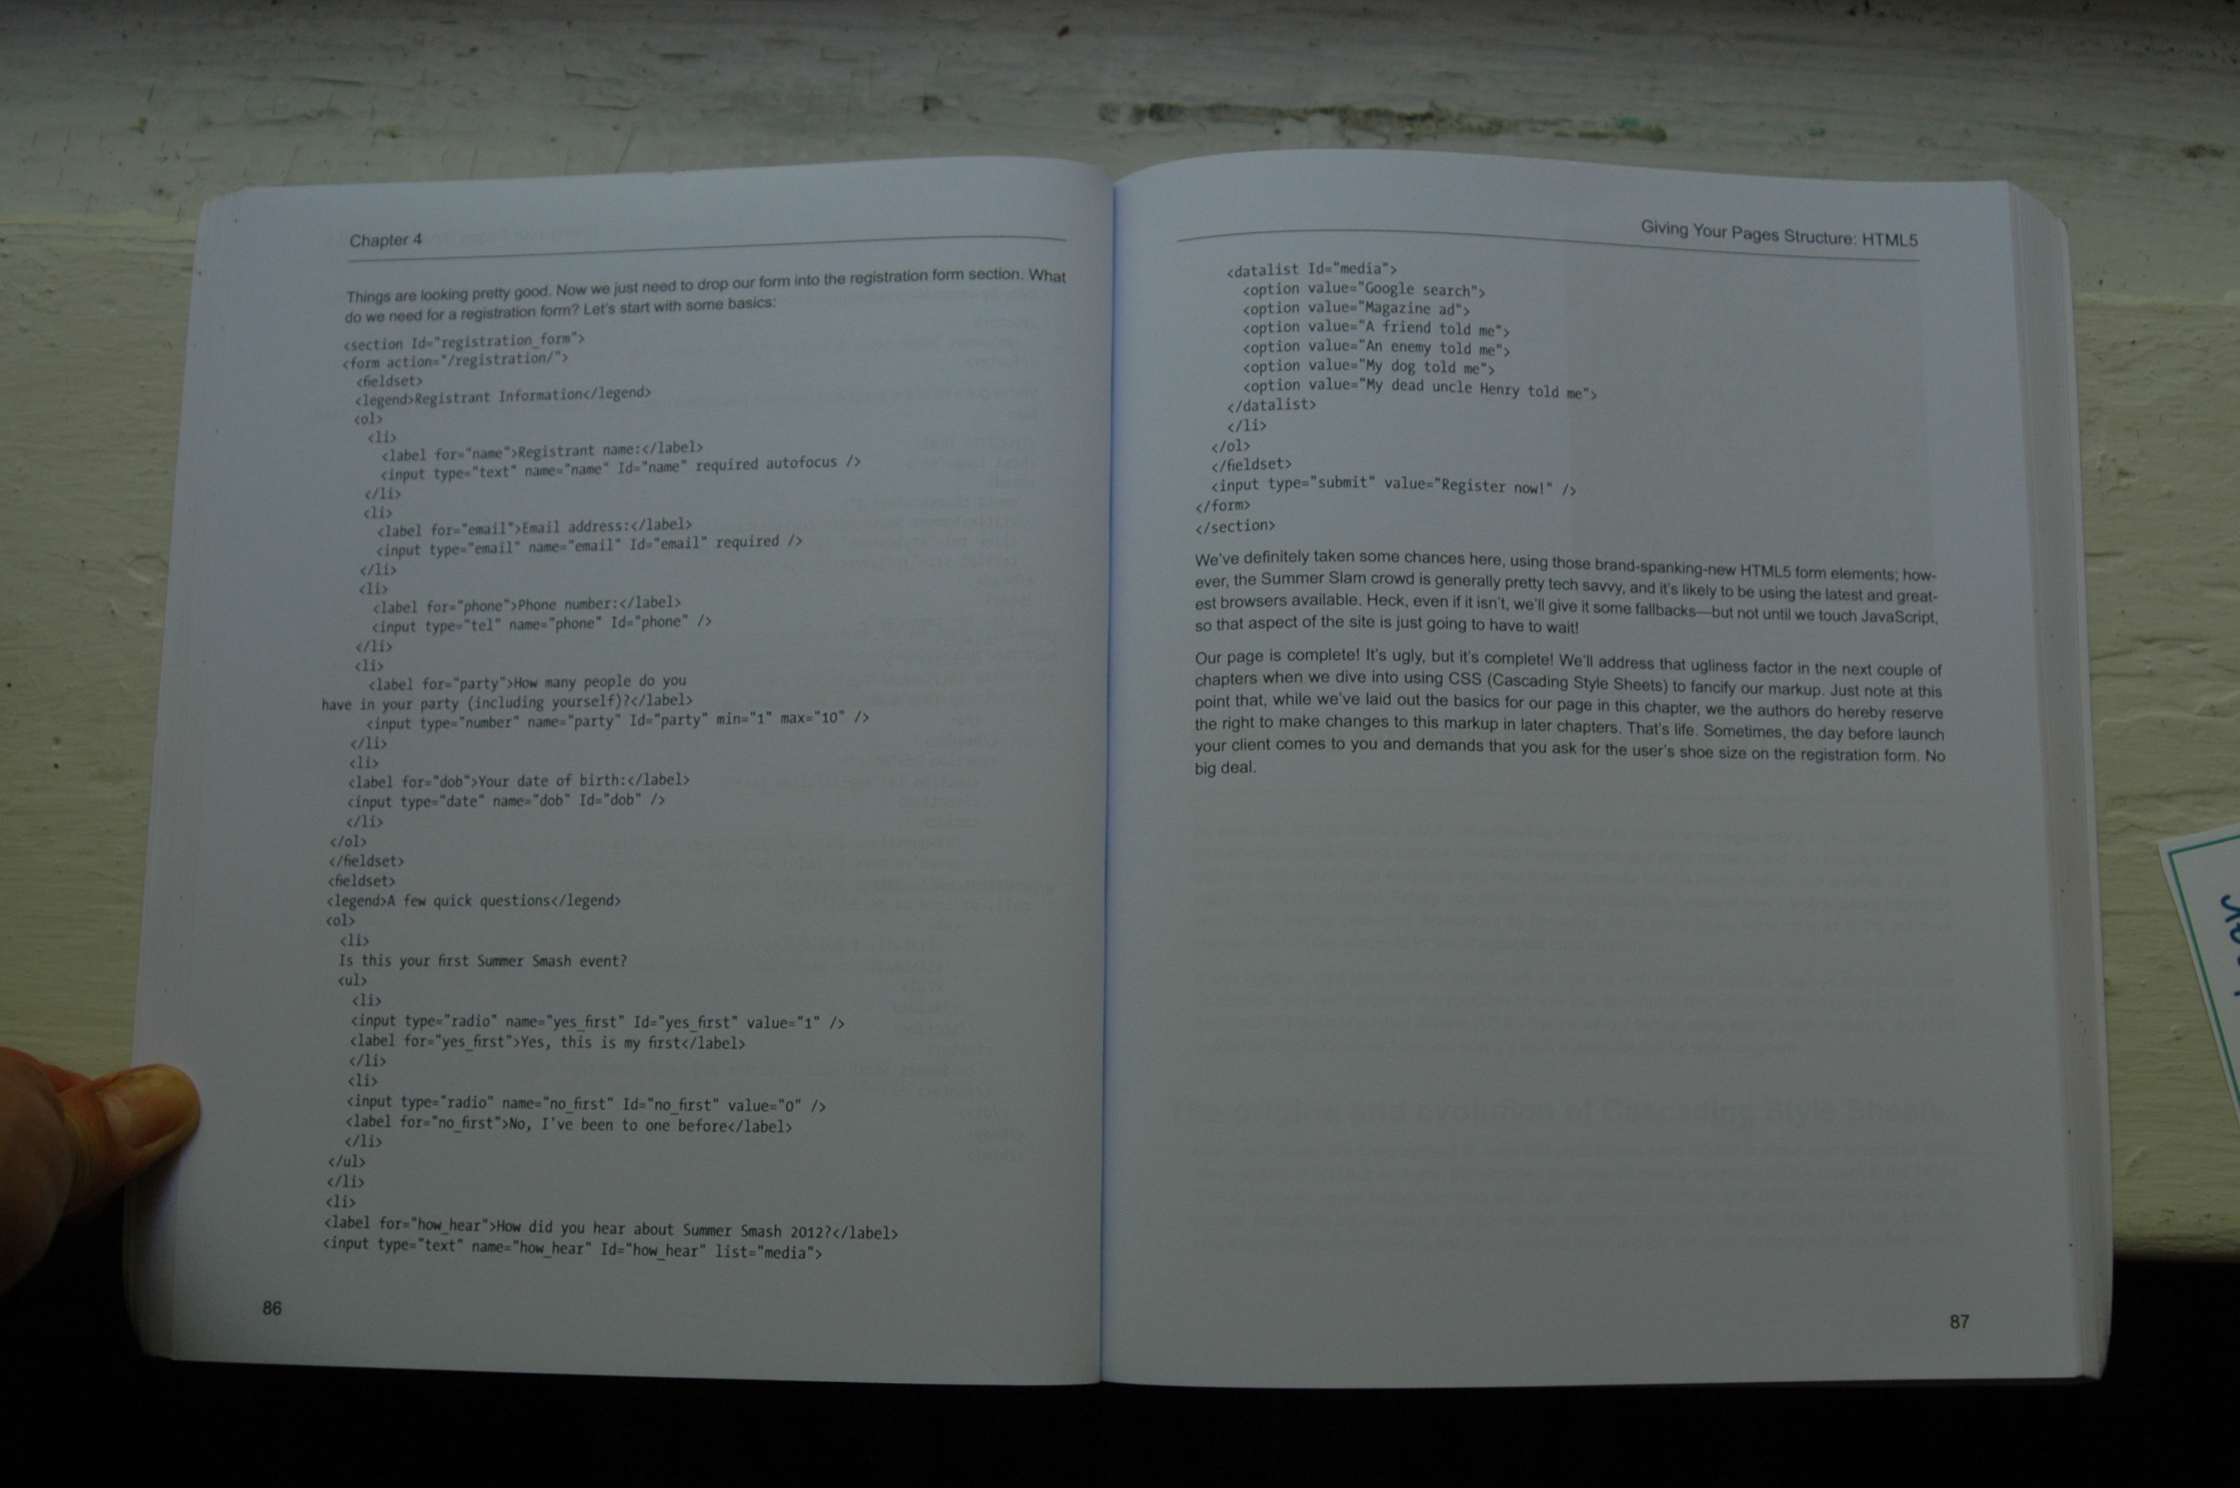 Chapter 4
Things are looking pretty good. Now we just need to drop our form into the registration form section. What
do we need for a registration form? Let's start with some basics:
<section Id="registration_form">
<form action="/registration/">
<fieldset>
<legend>Registrant Information</legend>
<ol>
<li>
<label for="name">Registrant name:</label>
<input type="text" name="name" Id="name" required autofocus />
</li>
<li>
<label for="email">Email address:</label>
<input type="email" name="email" Id="email" required />
</li>
<li>
<label for="phone">Phone number:</label>
<input type="tel" name="phone" Id="phone" />
</li>
<li>
<label for="party">How many people do you
have in your party (including yourself)?</label>
<input type="number" name="party" Id="party" min="1" max="10" />
</li>
<li>
<label for="dob">Your date of birth:</label>
<input type="date" name="dob" Id="dob" />
</li>
</ol>
</fieldset>
<fieldset>
<legend>A few quick questions</legend>
<ol>
<li>
Is this your first Summer Smash event?
<ul>
<li>
<input type="radio" name="yes_first" Id="yes_first" value="1" />
<label for="yes_first">Yes, this is my first</label>
</li>
<li>
<input type="radio" name="no_first" Id="no_first" value="0" />
<label for="no_first">No, I've been to one before</label>
</li>
</ul>
</li>
<li>
<label for="how_hear">How did you hear about Summer Smash 2012?</label>
<input type="text" name="how_hear" Id="how_hear" list="media">
86
Giving Your Pages Structure: HTML5
<datalist Id="media">
<option value="Google search">
<option value="Magazine ad">
<option value="A friend told me">
<option value="An enemy told me">
<option value="My dog told me">
<option value="My dead uncle Henry told me">
</datalist>
</li>
</ol>
</fieldset>
<input type="submit" value="Register now!" />
</form>
</section>
We've definitely taken some chances here, using those brand-spanking-new HTML5 form elements; how-
ever, the Summer Slam crowd is generally pretty tech savvy, and it's likely to be using the latest and great-
est browsers available. Heck, even if it isn't, we'll give it some fallbacks—but not until we touch JavaScript,
so that aspect of the site is just going to have to wait!
Our page is complete! It's ugly, but it's complete! We'll address that ugliness factor in the next couple of
chapters when we dive into using CSS (Cascading Style Sheets) to fancify our markup. Just note at this
point that, while we've laid out the basics for our page in this chapter, we the authors do hereby reserve
the right to make changes to this markup in later chapters. That's life. Sometimes, the day before launch
your client comes to you and demands that you ask for the user's shoe size on the registration form. No
big deal.
87